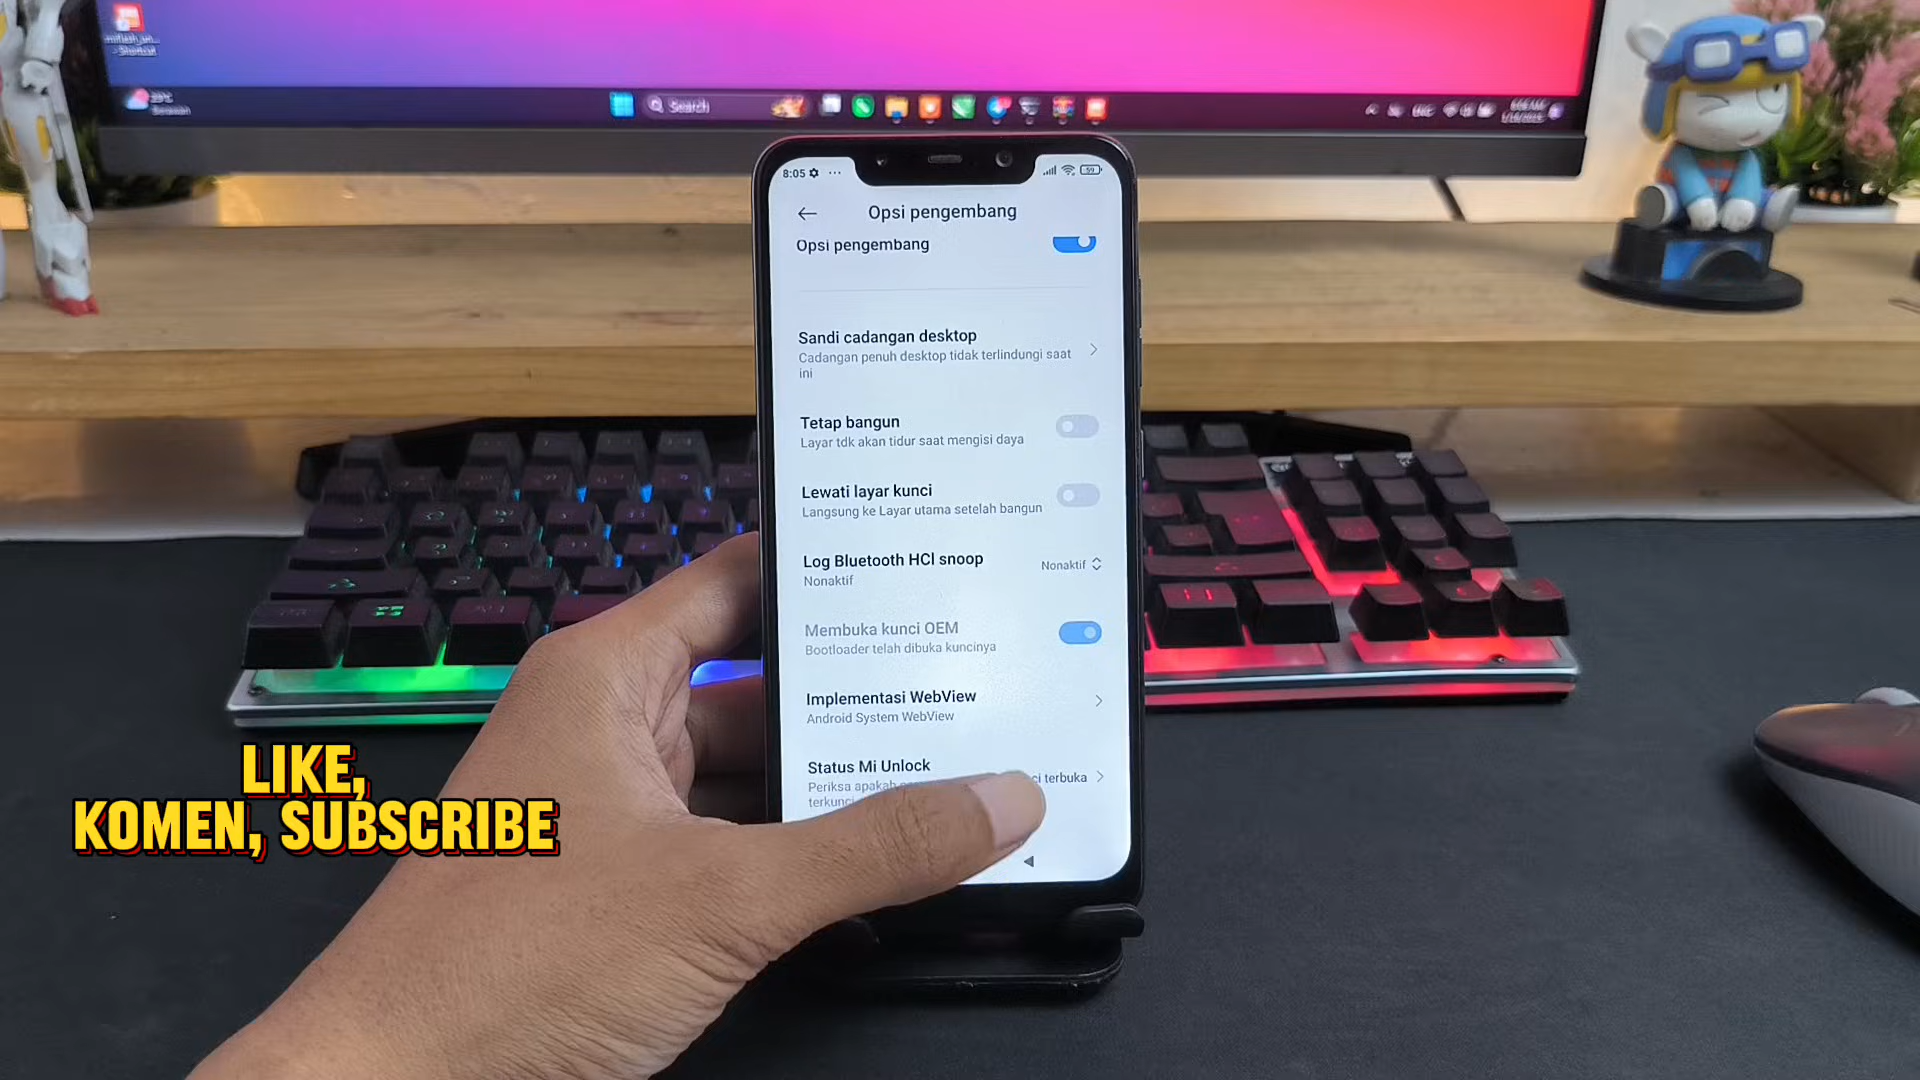 Search
8:05
59
Opsi pengembang
Opsi pengembang
Sandi cadangan desktop
Cadangan penuh desktop tidak terlindungi saat
ini
Tetap bangun
Layar tdk akan tidur saat mengisi daya
Lewati layar kunci
Langsung ke Layar utama setelah bangun
Log Bluetooth HCI snoop
Nonaktif
Nonaktif
Membuka kunci OEM
Bootloader telah dibuka kuncinya
Implementasi WebView
Android System WebView
Status Mi Unlock
Periksa apakah
terbuka
LIKE,
KOMEN, SUBSCRIBE